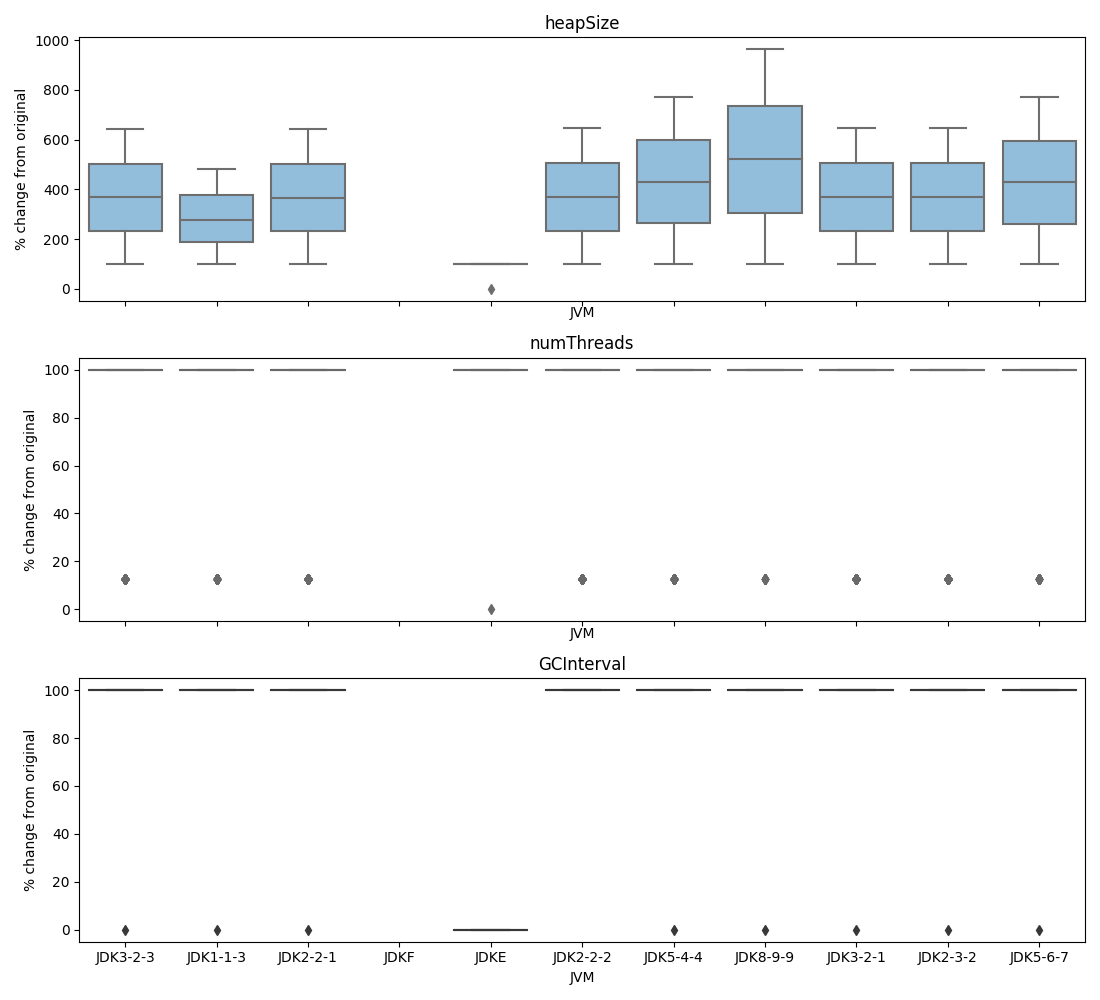 heapSize
% change from original
1000
800
600
400
200
0
JVM
numThreads
% change from original
100
80
60
40
20
0
JVM
GCInterval
% change from original
100
80
60
40
20
0
JDK3-2-3 JDK1-1-3 JDK2-2-1 JDKF JDKE JDK2-2-2 JDK5-4-4 JDK8-9-9 JDK3-2-1 JDK2-3-2 JDK5-6-7
JVM